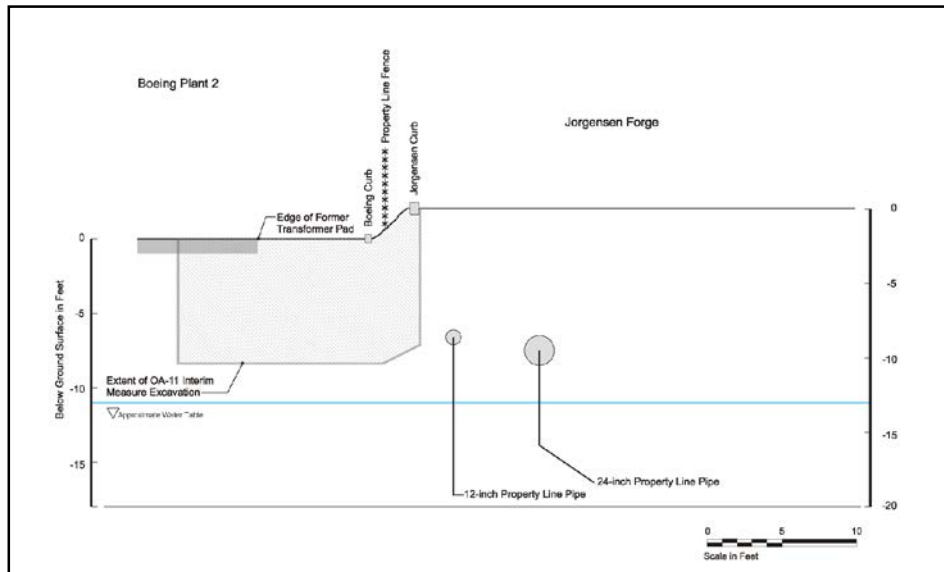 Boeing Plant 2
Jorgensen Forge
Boeing Curb
Property Line Fence
Jorgensen Curb
Edge of Former
Transformer Pad
Below Ground Surface in Feet
0
-5
-10
-15
0
-5
-10
-15
-20
Extent of OA-11 Interim
Measure Excavation
Approximate Water Table
12-inch Property Line Pipe
24-inch Property Line Pipe
0 5 10
Scale in Feet